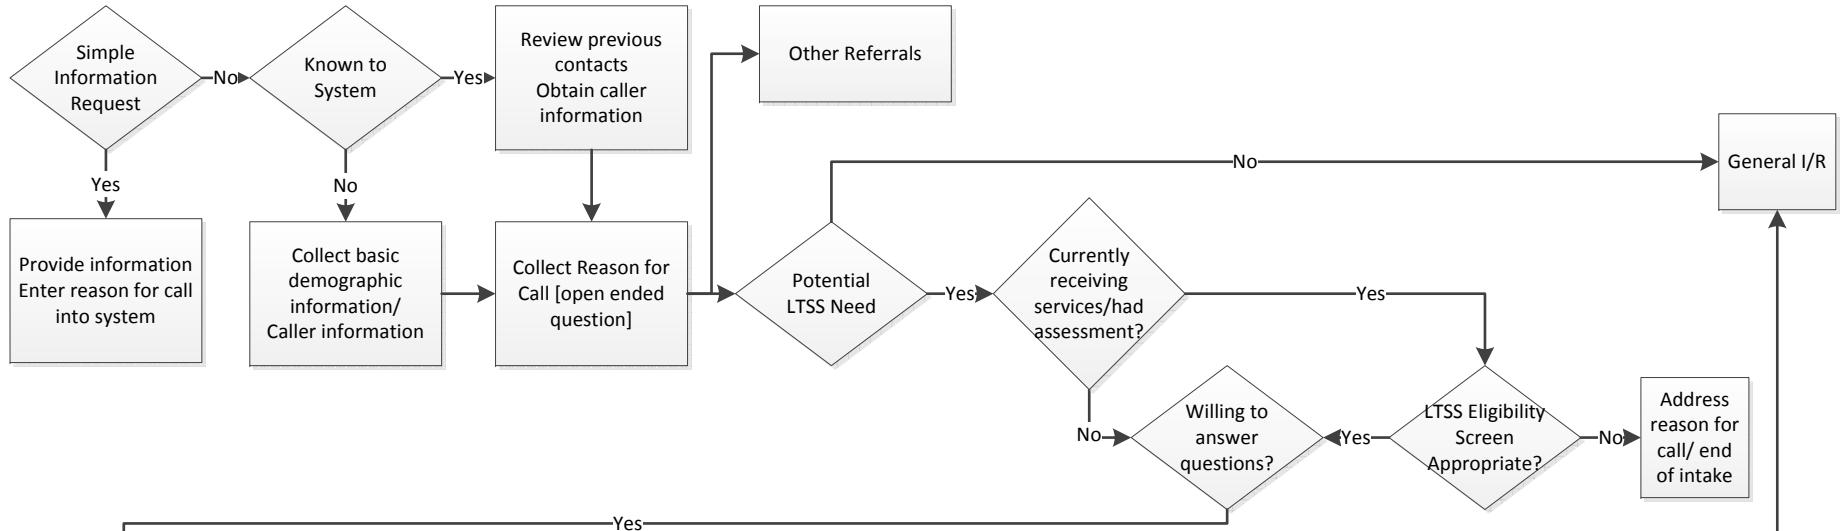 Simple
Information
Request
No
Known to
System
Yes
Review previous
contacts
Obtain caller
information
Other Referrals
Yes
No
No
General I/R
Provide information
Enter reason for call
into system
Collect basic
demographic
information/
Caller information
Collect Reason for
Call [open ended
question]
Potential
LTSS Need
Yes
Currently
receiving
services/had
assessment?
Yes
No
Willing to
answer
questions?
Yes
LTSS Eligibility
Screen
Appropriate?
No
Address
reason for
call/ end
of intake
Yes